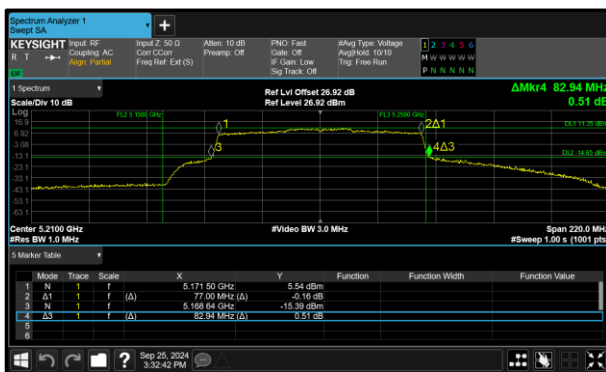 Spectrum Analyzer 1
Swept SA
+
KEYSIGHT Input: RF Input Z: 50 Ω Atten: 10 dB PNO: Fast #Avg Type: Voltage 1 2 3 4 5 6
R T Coupling: AC Corr CCorr Preamp: Off Gate: Off Avg|Hold: 10/10 M W W W W W
Align: Partial Freq Ref: Ext (S) IF Gain: Low Trig: Free Run P N N N N N
Sig Track: Off
1 Spectrum
Ref Lvl Offset 26.92 dB ΔMkr4 82.94 MHz
Scale/Div 10 dB Ref Level 26.92 dBm 0.51 dB
Log
16.9 FL2 5.1500 GHz FL3 5.2500 GHz
1 2Δ1 DL1 11.35 dBm
6.92
-3.08
3 4Δ3
-13.1 DL2 -14.65 dBm
-23.1
-33.1
-43.1
-53.1
-63.1
Center 5.2100 GHz #Video BW 3.0 MHz Span 220.0 MHz
#Res BW 1.0 MHz #Sweep 1.00 s (1001 pts
5 Marker Table
Mode Trace Scale X Y Function Function Width Function Value
1 N 1 f 5.171 50 GHz 5.54 dBm
2 Δ1 1 f (Δ) 77.00 MHz (Δ) -0.16 dB
3 N 1 f 5.168 64 GHz -15.39 dBm
4 Δ3 1 f (Δ) 82.94 MHz (Δ) 0.51 dB
5
6
? Sep 25, 2024
3:32:42 PM